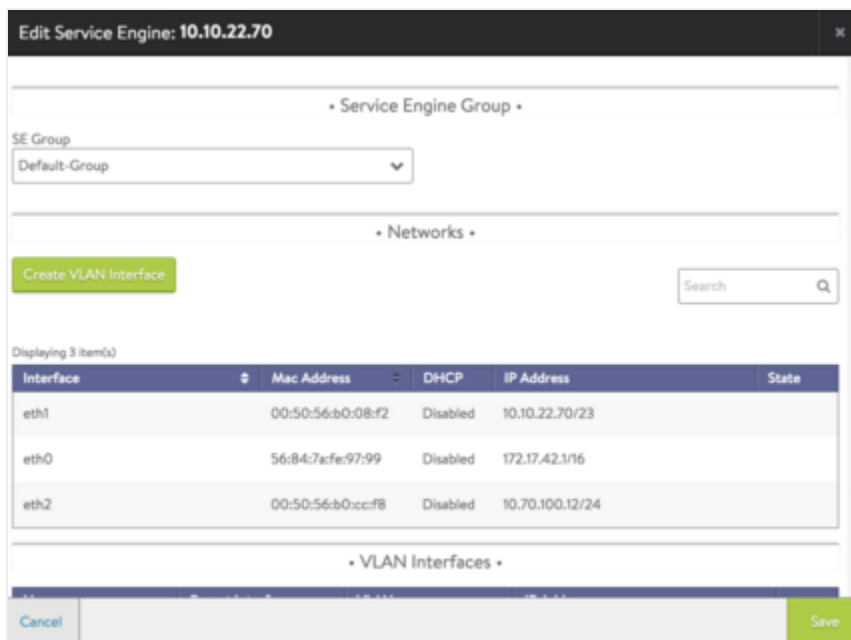 Edit Service Engine: 10.10.22.70
• Service Engine Group •
SE Group
Default-Group
• Networks •
Create VLAN Interface
Search
Displaying 3 item(s)
Interface Mac Address DHCP IP Address State
eth1 00:50:56:b0:08:f2 Disabled 10.10.22.70/23
eth0 56:84:7a:fe:97:99 Disabled 172.17.42.1/16
eth2 00:50:56:b0:cc:f8 Disabled 10.70.100.12/24
• VLAN Interfaces •
Cancel Save